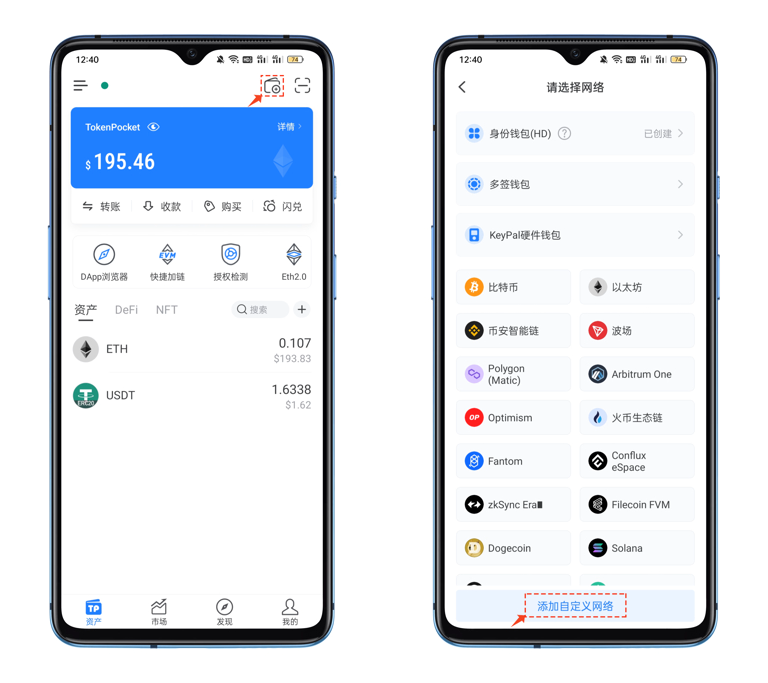 12:40
74
TokenPocket
详情
$195.46
转账
收款
购买
闪兑
EVM
DApp浏览器
快捷加链
授权检测
Eth2.0
资产
DeFi
NFT
搜索
ETH
0.107
$193.83
ERC20
USDT
1.6338
$1.62
TP
资产
市场
发现
我的
12:40
74
请选择网络
身份钱包(HD)
已创建
多签钱包
KeyPal硬件钱包
比特币
以太坊
币安智能链
波场
Polygon
(Matic)
Arbitrum One
OP
Optimism
火币生态链
Fantom
Conflux
eSpace
zkSync Era
Filecoin FVM
Dogecoin
Solana
添加自定义网络